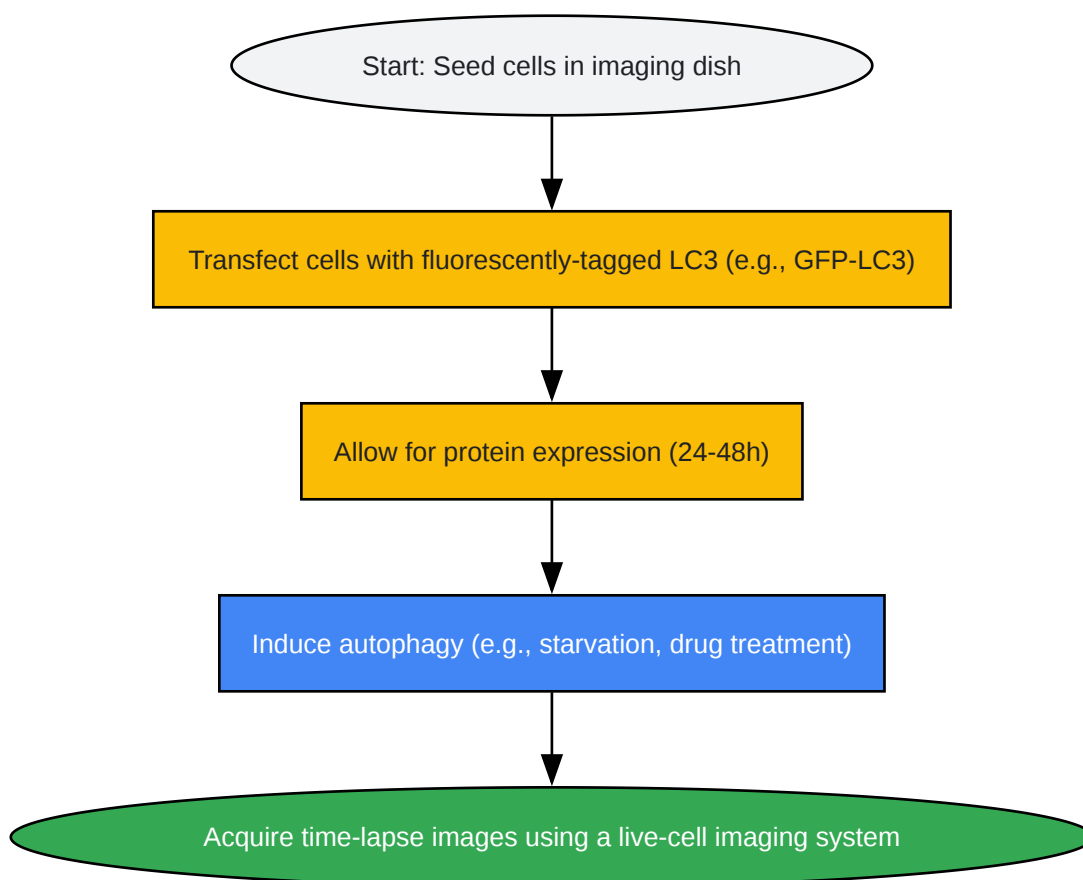 Start: Seed cells in imaging dish
Transfect cells with fluorescently-tagged LC3 (e.g., GFP-LC3)
Allow for protein expression (24-48h)
Induce autophagy (e.g., starvation, drug treatment)
Acquire time-lapse images using a live-cell imaging system